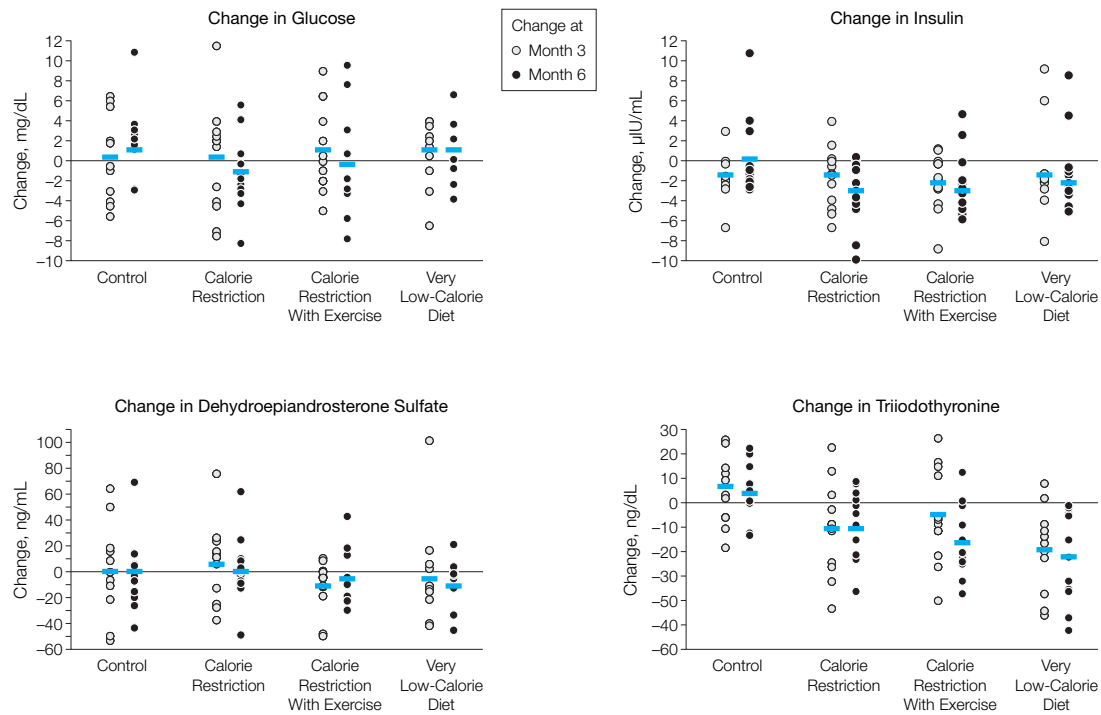 Change in Glucose
Change, mg/dL
12
10
8
6
4
2
0
−2
−4
−6
−8
−10
Control
Calorie
Restriction
Calorie
Restriction
With Exercise
Very
Low-Calorie
Diet
Change at
Month 3
Month 6
Change in Insulin
Change, µIU/mL
12
10
8
6
4
2
0
−2
−4
−6
−8
−10
Control
Calorie
Restriction
Calorie
Restriction
With Exercise
Very
Low-Calorie
Diet
Change in Dehydroepiandrosterone Sulfate
Change, ng/mL
100
80
60
40
20
0
−20
−40
−60
Control
Calorie
Restriction
Calorie
Restriction
With Exercise
Very
Low-Calorie
Diet
Change in Triiodothyronine
Change, ng/dL
30
20
10
0
−10
−20
−30
−40
−50
−60
Control
Calorie
Restriction
Calorie
Restriction
With Exercise
Very
Low-Calorie
Diet